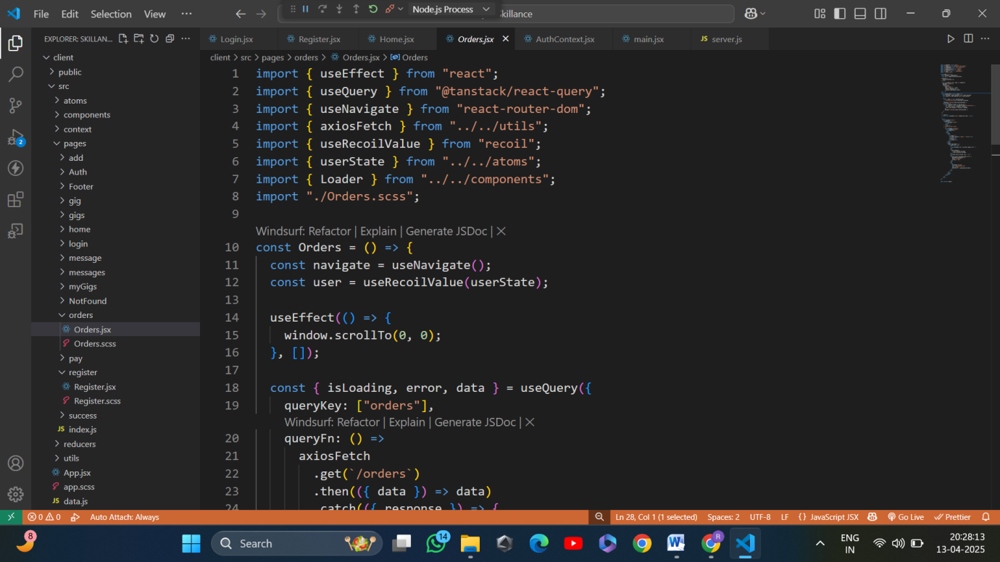 File Edit Selection View ··· Node.js Process killance
EXPLORER: SKILLAN... Login.jsx Register.jsx Home.jsx Orders.jsx AuthContext.jsx main.jsx JS server.js
client > src > pages > orders > Orders.jsx > Orders
client
public
src
atoms
components
context
pages
add
Auth
Footer
gig
gigs
home
login
message
messages
myGigs
NotFound
orders
Orders.jsx
Orders.scss
pay
register
Register.jsx
Register.scss
success
JS index.js
reducers
utils
App.jsx
app.scss
JS data.js
2
1 import { useEffect } from "react";
2 import { useQuery } from "@tanstack/react-query";
3 import { useNavigate } from "react-router-dom";
4 import { axiosFetch } from "../../utils";
5 import { useRecoilValue } from "recoil";
6 import { userState } from "../../atoms";
7 import { Loader } from "../../components";
8 import "./Orders.scss";
9
Windsurf: Refactor | Explain | Generate JSDoc | ×
10 const Orders = () => {
11 const navigate = useNavigate();
12 const user = useRecoilValue(userState);
13
14 useEffect(() => {
15 window.scrollTo(0, 0);
16 }, []);
17
18 const { isLoading, error, data } = useQuery({
19 queryKey: ["orders"],
Windsurf: Refactor | Explain | Generate JSDoc | ×
20 queryFn: () =>
21 axiosFetch
22 .get(`/orders`)
23 .then(({ data }) => data)
24 .catch(({ response }) => {
0 0 Auto Attach: Always Ln 28, Col 1 (1 selected) Spaces: 2 UTF-8 LF {} JavaScript JSX Go Live Prettier
8 Search 14 R ENG 20:28:13
IN 13-04-2025